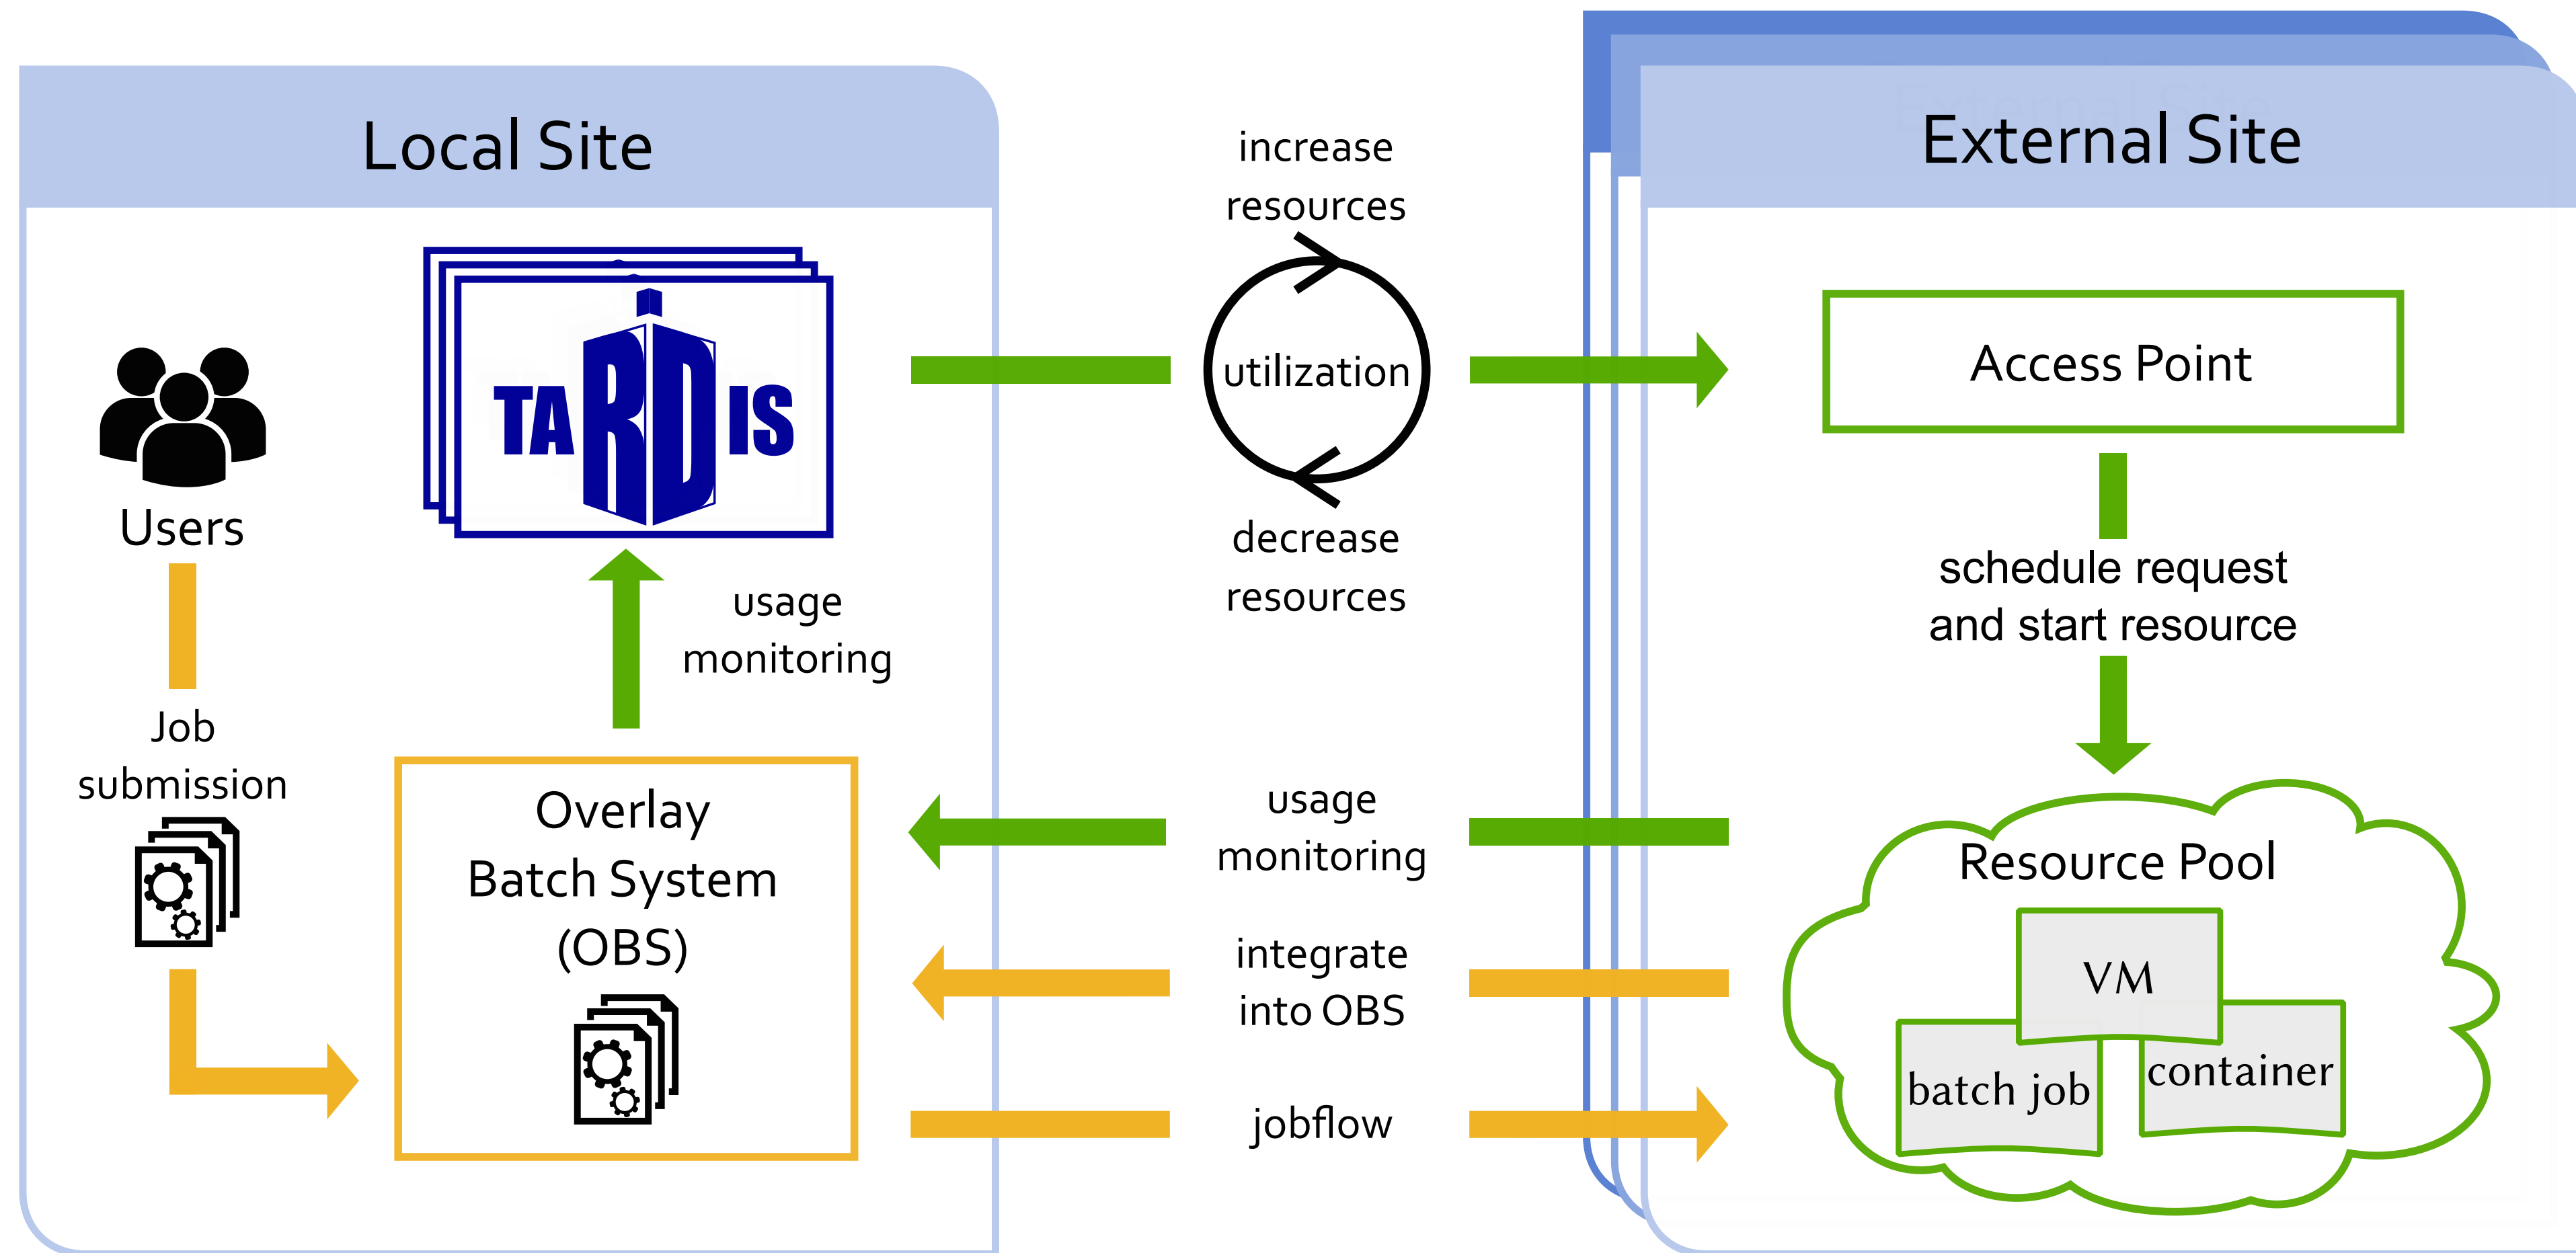 Local Site
External Site
TARDIS
Users
Job
submission
usage
monitoring
Overlay
Batch System
(OBS)
increase
resources
utilization
decrease
resources
usage
monitoring
integrate
into OBS
jobflow
Access Point
schedule request
and start resource
Resource Pool
VM
batch job
container